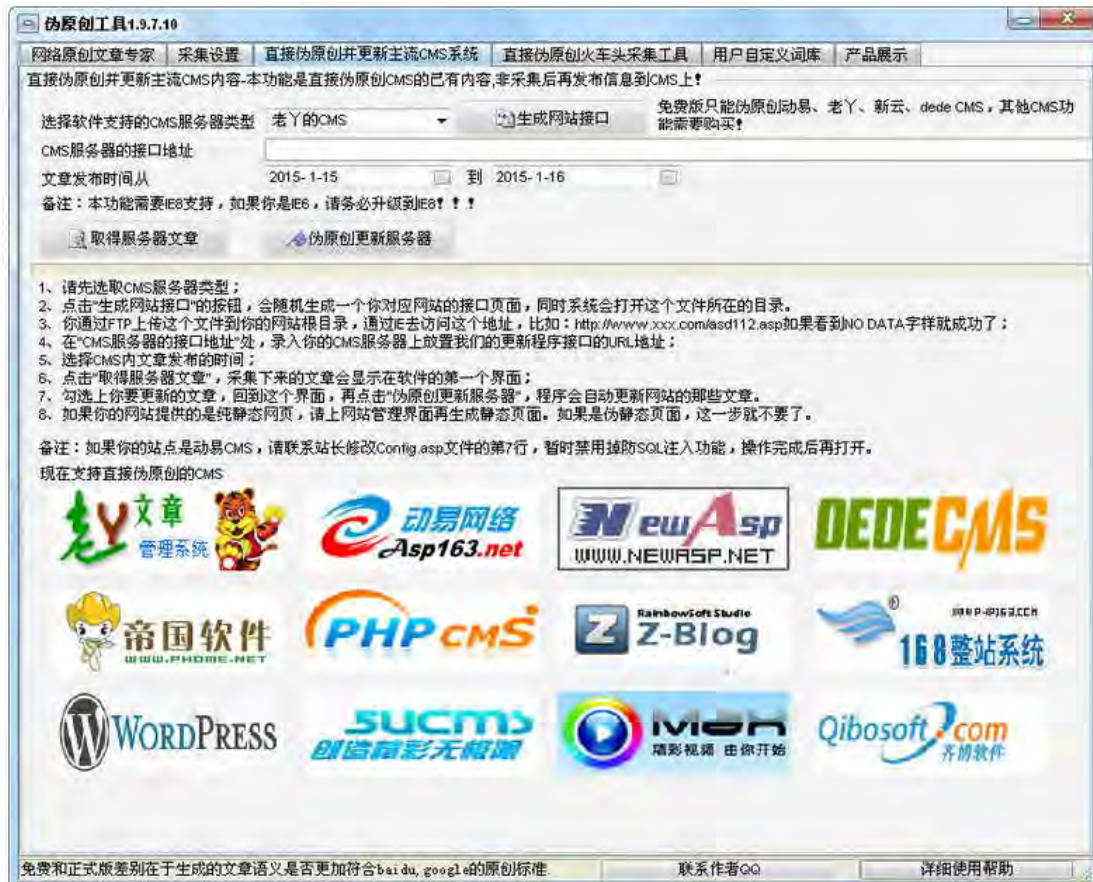 伪原创工具1.9.7.10
网络原创文章专家 采集设置 直接伪原创并更新主流CMS系统 直接伪原创火车头采集工具 用户自定义词库 产品展示
直接伪原创并更新主流CMS内容-本功能是直接伪原创CMS的已有内容,非采集后再发布信息到CMS上!
选择软件支持的CMS服务器类型 老丫的CMS 生成网站接口 免费版只能伪原创动易、老丫、新云、dede CMS，其他CMS功
能需要购买!
CMS服务器的接口地址
文章发布时间从 2015- 1-15 到 2015- 1-16
备注：本功能需要IE8支持，如果你是IE6，请务必升级到IE8! ! !
取得服务器文章 伪原创更新服务器
1、请先选取CMS服务器类型；
2、点击"生成网站接口"的按钮，会随机生成一个你对应网站的接口页面，同时系统会打开这个文件所在的目录。
3、你通过FTP上传这个文件到你的网站根目录，通过IE去访问这个地址，比如：http://www.xxx.com/asd112.asp如果看到NO DATA字样就成功了；
4、在"CMS服务器的接口地址"处，录入你的CMS服务器上放置我们的更新程序接口的URL地址；
5、选择CMS内文章发布的时间；
6、点击"取得服务器文章"，采集下来的文章会显示在软件的第一个界面；
7、勾选上你要更新的文章，回到这个界面，再点击"伪原创更新服务器"，程序会自动更新网站的那些文章。
8、如果你的网站提供的是纯静态网页，请上网站管理界面再生成静态页面。如果是伪静态页面，这一步就不要了。
备注：如果你的站点是动易CMS，请联系站长修改Config.asp文件的第7行，暂时禁用掉防SQL注入功能，操作完成后再打开。
现在支持直接伪原创的CMS
老丫文章
管理系统
动易网络
Asp163.net
NewAsp
WWW.NEWASP.NET
DEDECMS
帝国软件
WWW.PHOME.NET
PHPCMS
RainbowSoft Studio
Z-Blog
168整站系统
WORDPRESS
SUCMS
创造精彩无极限
Max
精彩视频 由你开始
Qibosoft.com
齐博软件
免费和正式版差别在于生成的文章语义是否更加符合baidu,google的原创标准. 联系作者QQ 详细使用帮助